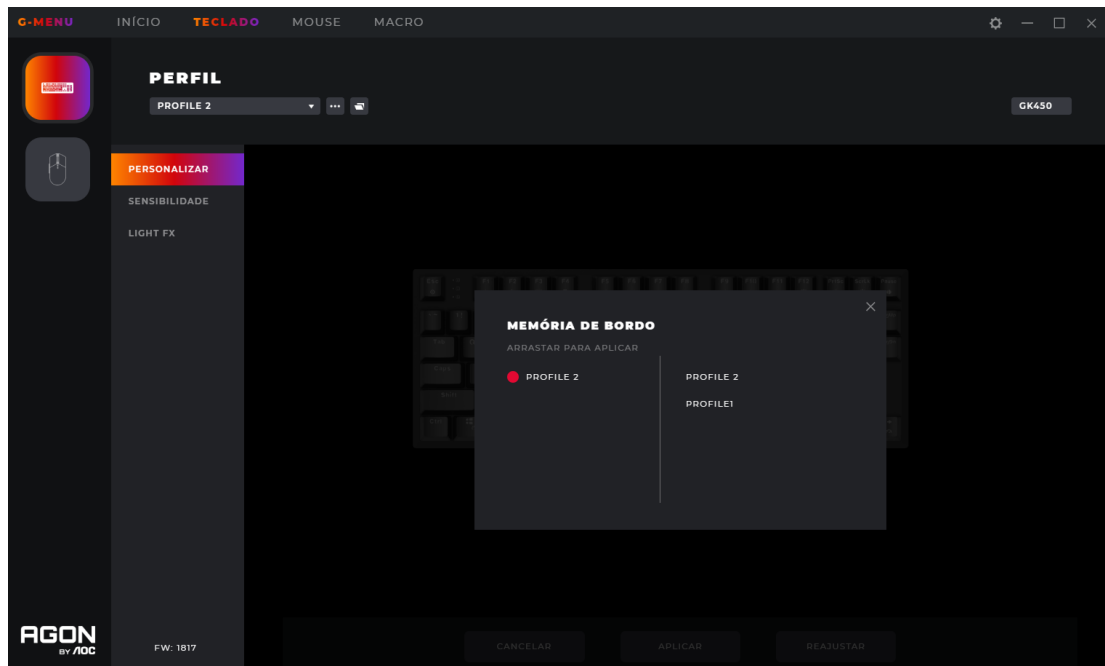 G-MENU INÍCIO TECLADO MOUSE MACRO
PERFIL
PROFILE 2
GK450
PERSONALIZAR
SENSIBILIDADE
LIGHT FX
MEMÓRIA DE BORDO
ARRASTAR PARA APLICAR
PROFILE 2 PROFILE 2
PROFILE1
CANCELAR APLICAR REAJUSTAR
AGON
BY AOC
FW: 1817